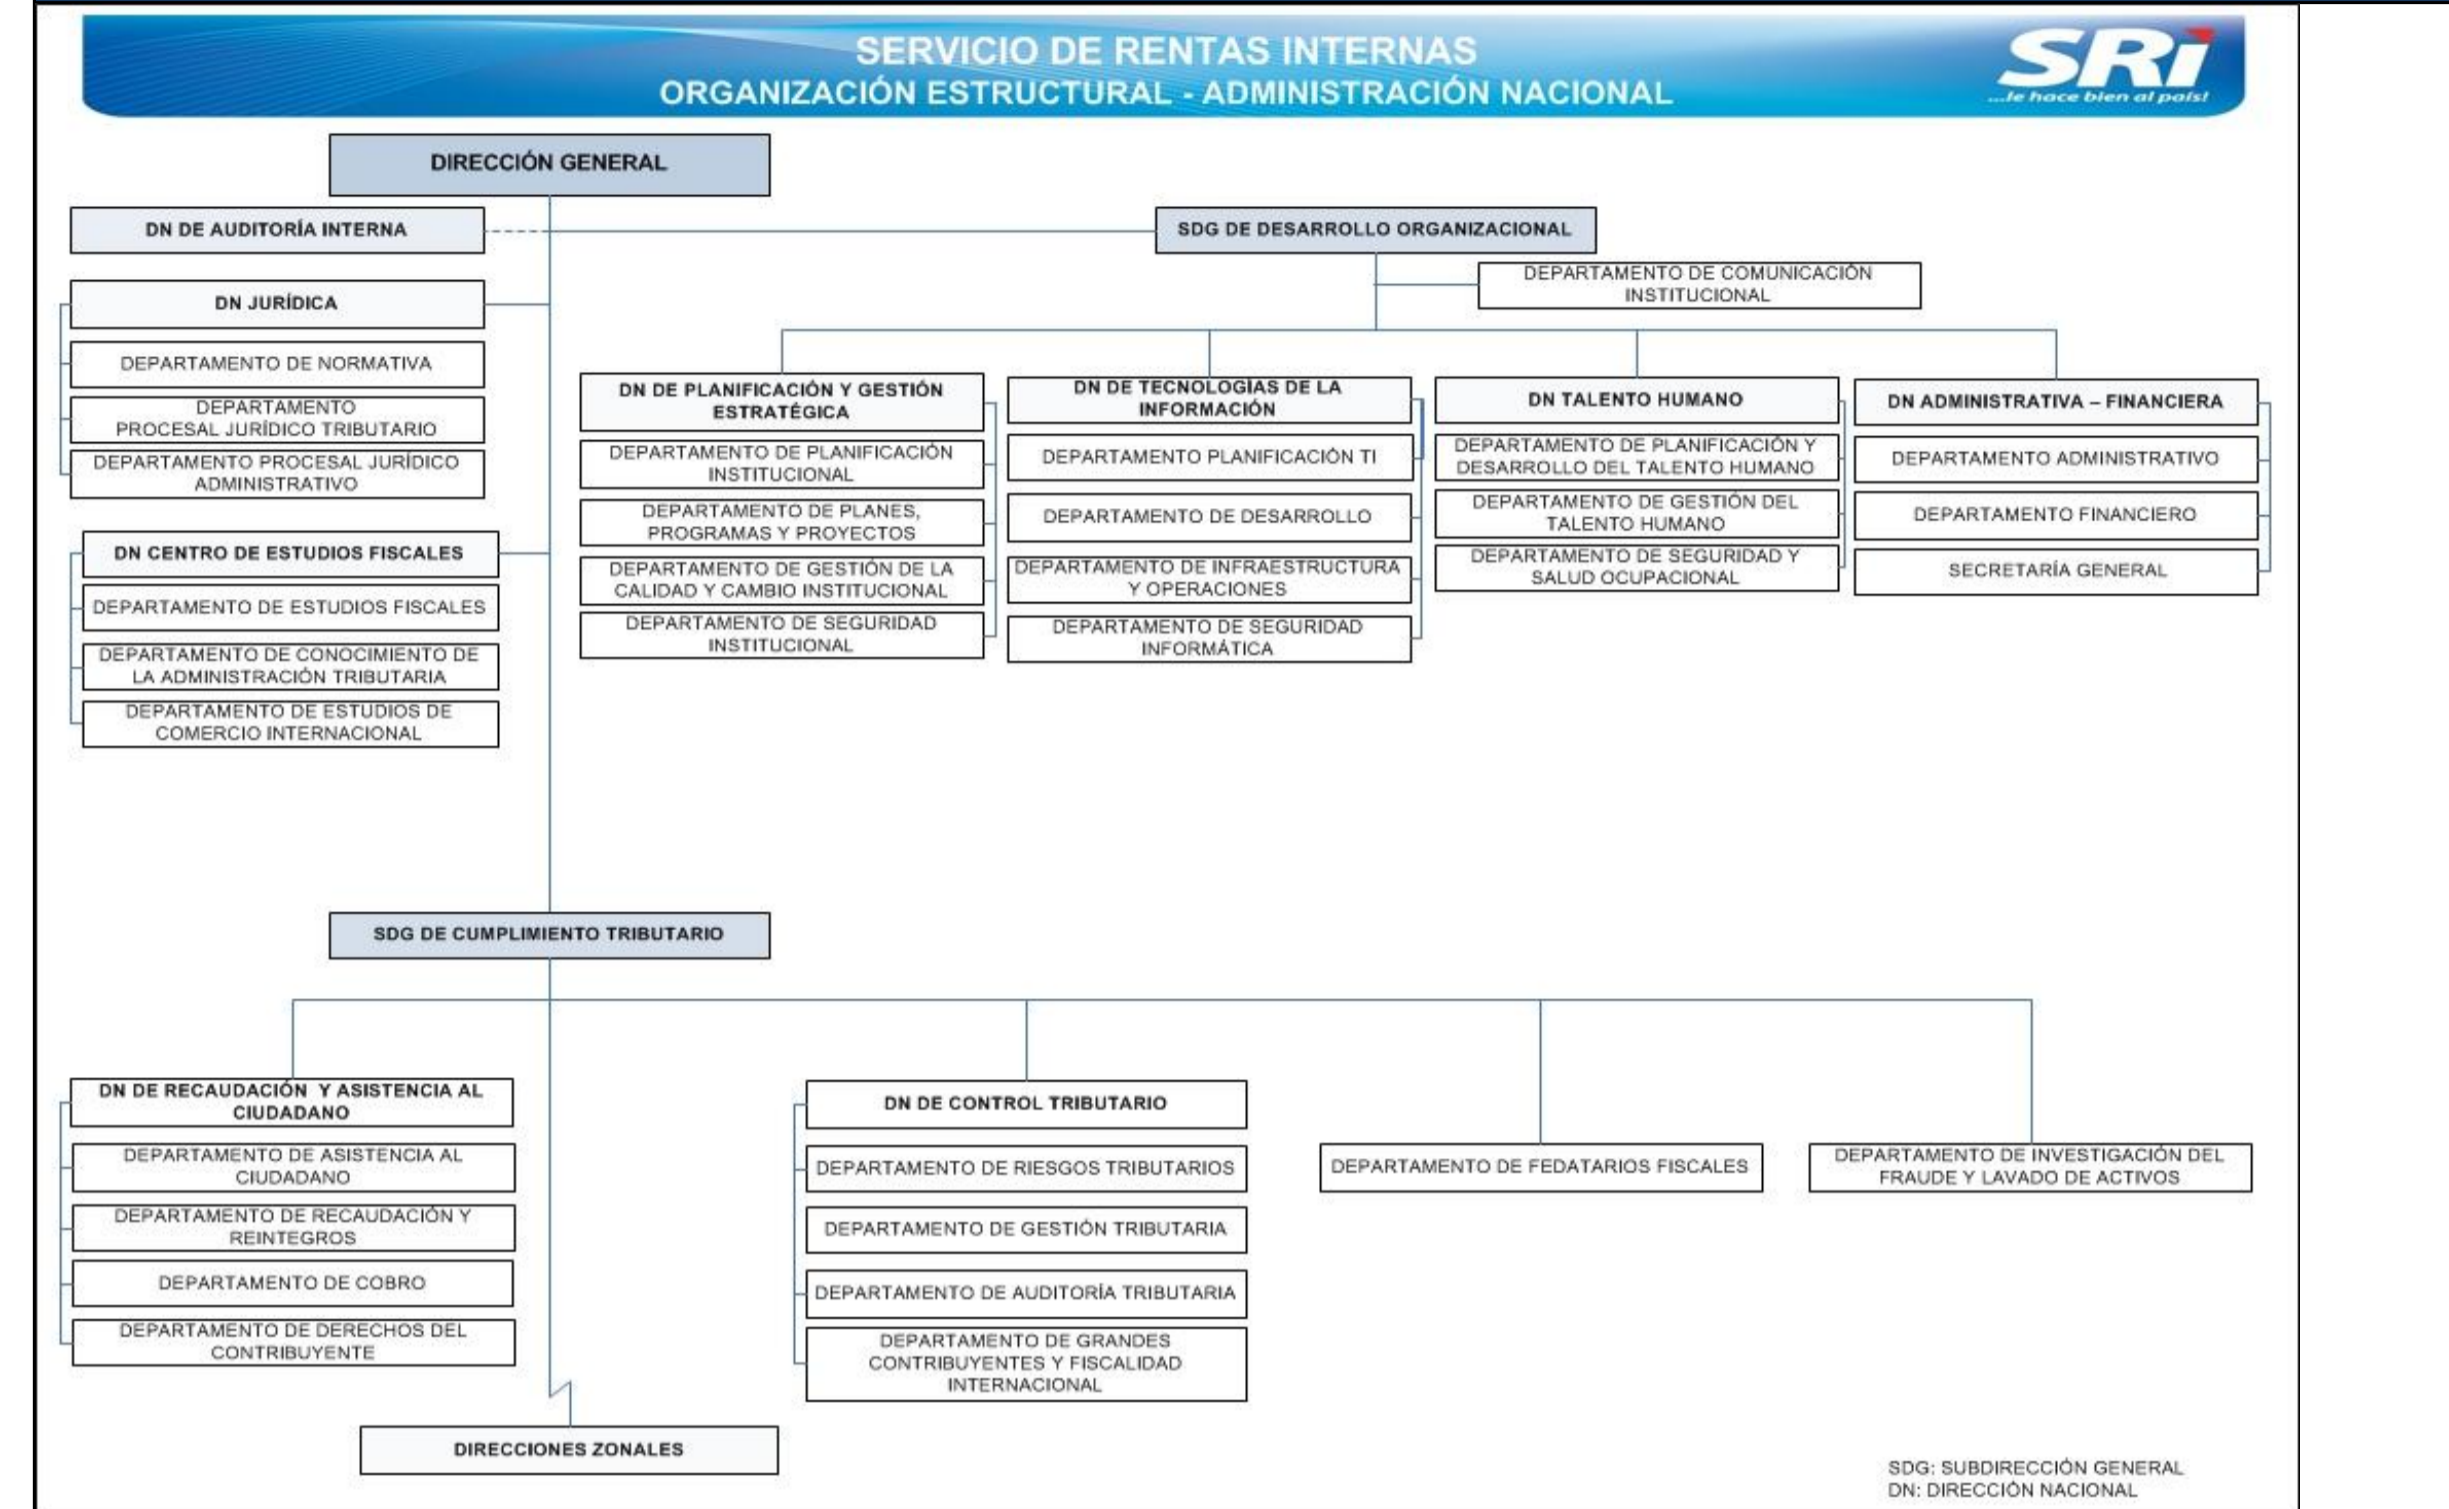 SERVICIO DE RENTAS INTERNAS
ORGANIZACIÓN ESTRUCTURAL - ADMINISTRACIÓN NACIONAL
SRi
...le hace bien al país!
DIRECCIÓN GENERAL
DN DE AUDITORÍA INTERNA
SDG DE DESARROLLO ORGANIZACIONAL
DEPARTAMENTO DE COMUNICACIÓN
INSTITUCIONAL
DN JURÍDICA
DEPARTAMENTO DE NORMATIVA
DEPARTAMENTO
PROCESAL JURÍDICO TRIBUTARIO
DEPARTAMENTO PROCESAL JURÍDICO
ADMINISTRATIVO
DN CENTRO DE ESTUDIOS FISCALES
DEPARTAMENTO DE ESTUDIOS FISCALES
DEPARTAMENTO DE CONOCIMIENTO DE
LA ADMINISTRACIÓN TRIBUTARIA
DEPARTAMENTO DE ESTUDIOS DE
COMERCIO INTERNACIONAL
DN DE PLANIFICACIÓN Y GESTIÓN
ESTRATÉGICA
DEPARTAMENTO DE PLANIFICACIÓN
INSTITUCIONAL
DEPARTAMENTO DE PLANES,
PROGRAMAS Y PROYECTOS
DEPARTAMENTO DE GESTIÓN DE LA
CALIDAD Y CAMBIO INSTITUCIONAL
DEPARTAMENTO DE SEGURIDAD
INSTITUCIONAL
DN DE TECNOLOGÍAS DE LA
INFORMACIÓN
DEPARTAMENTO PLANIFICACIÓN TI
DEPARTAMENTO DE DESARROLLO
DEPARTAMENTO DE INFRAESTRUCTURA
Y OPERACIONES
DEPARTAMENTO DE SEGURIDAD
INFORMÁTICA
DN TALENTO HUMANO
DEPARTAMENTO DE PLANIFICACIÓN Y
DESARROLLO DEL TALENTO HUMANO
DEPARTAMENTO DE GESTIÓN DEL
TALENTO HUMANO
DEPARTAMENTO DE SEGURIDAD Y
SALUD OCUPACIONAL
DN ADMINISTRATIVA – FINANCIERA
DEPARTAMENTO ADMINISTRATIVO
DEPARTAMENTO FINANCIERO
SECRETARÍA GENERAL
SDG DE CUMPLIMIENTO TRIBUTARIO
DN DE RECAUDACIÓN Y ASISTENCIA AL
CIUDADANO
DEPARTAMENTO DE ASISTENCIA AL
CIUDADANO
DEPARTAMENTO DE RECAUDACIÓN Y
REINTEGROS
DEPARTAMENTO DE COBRO
DEPARTAMENTO DE DERECHOS DEL
CONTRIBUYENTE
DN DE CONTROL TRIBUTARIO
DEPARTAMENTO DE RIESGOS TRIBUTARIOS
DEPARTAMENTO DE GESTIÓN TRIBUTARIA
DEPARTAMENTO DE AUDITORÍA TRIBUTARIA
DEPARTAMENTO DE GRANDES
CONTRIBUYENTES Y FISCALIDAD
INTERNACIONAL
DEPARTAMENTO DE FEDATARIOS FISCALES
DEPARTAMENTO DE INVESTIGACIÓN DEL
FRAUDE Y LAVADO DE ACTIVOS
DIRECCIONES ZONALES
SDG: SUBDIRECCIÓN GENERAL
DN: DIRECCIÓN NACIONAL